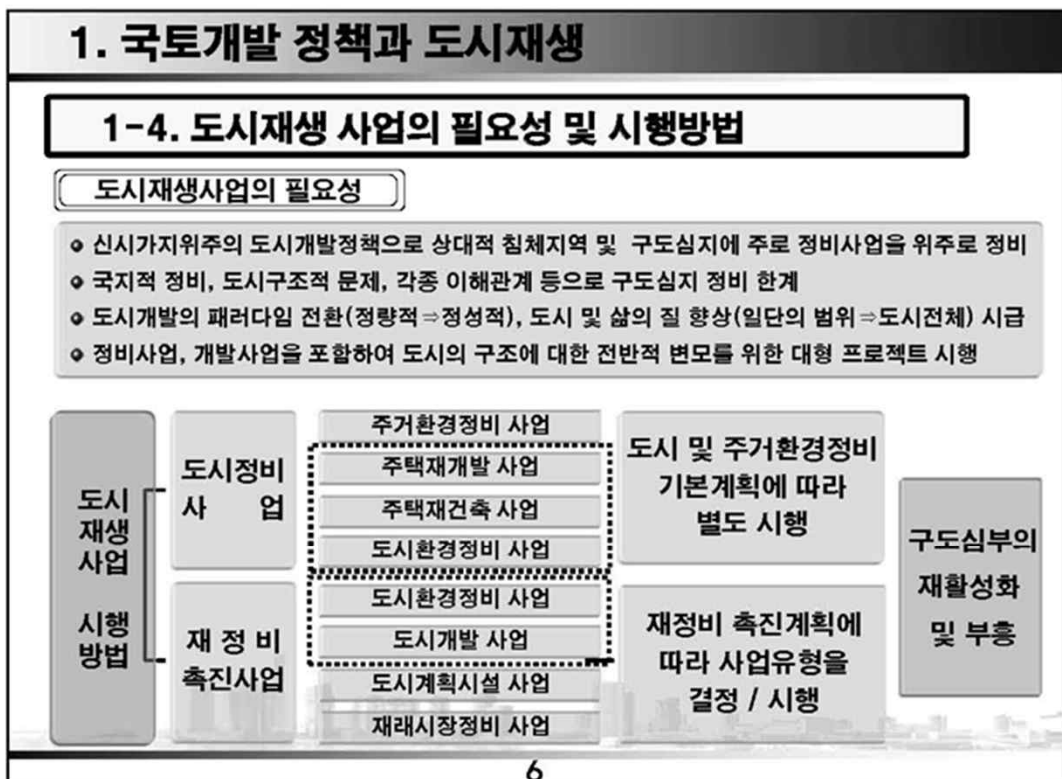 1. 국토개발 정책과 도시재생
1-4. 도시재생 사업의 필요성 및 시행방법
도시재생사업의 필요성
신시가지위주의 도시개발정책으로 상대적 침체지역 및 구도심지에 주로 정비사업을 위주로 정비
국지적 정비, 도시구조적 문제, 각종 이해관계 등으로 구도심지 정비 한계
도시개발의 패러다임 전환(정량적⇒정성적), 도시 및 삶의 질 향상(일단의 범위⇒도시전체) 시급
정비사업, 개발사업을 포함하여 도시의 구조에 대한 전반적 변모를 위한 대형 프로젝트 시행
도시
재생
사업
시행
방법
도시정비
사 업
재 정 비
촉진사업
주거환경정비 사업
주택재개발 사업
주택재건축 사업
도시환경정비 사업
도시환경정비 사업
도시개발 사업
도시계획시설 사업
재래시장정비 사업
도시 및 주거환경정비
기본계획에 따라
별도 시행
재정비 촉진계획에
따라 사업유형을
결정 / 시행
구도심부의
재활성화
및 부흥
6